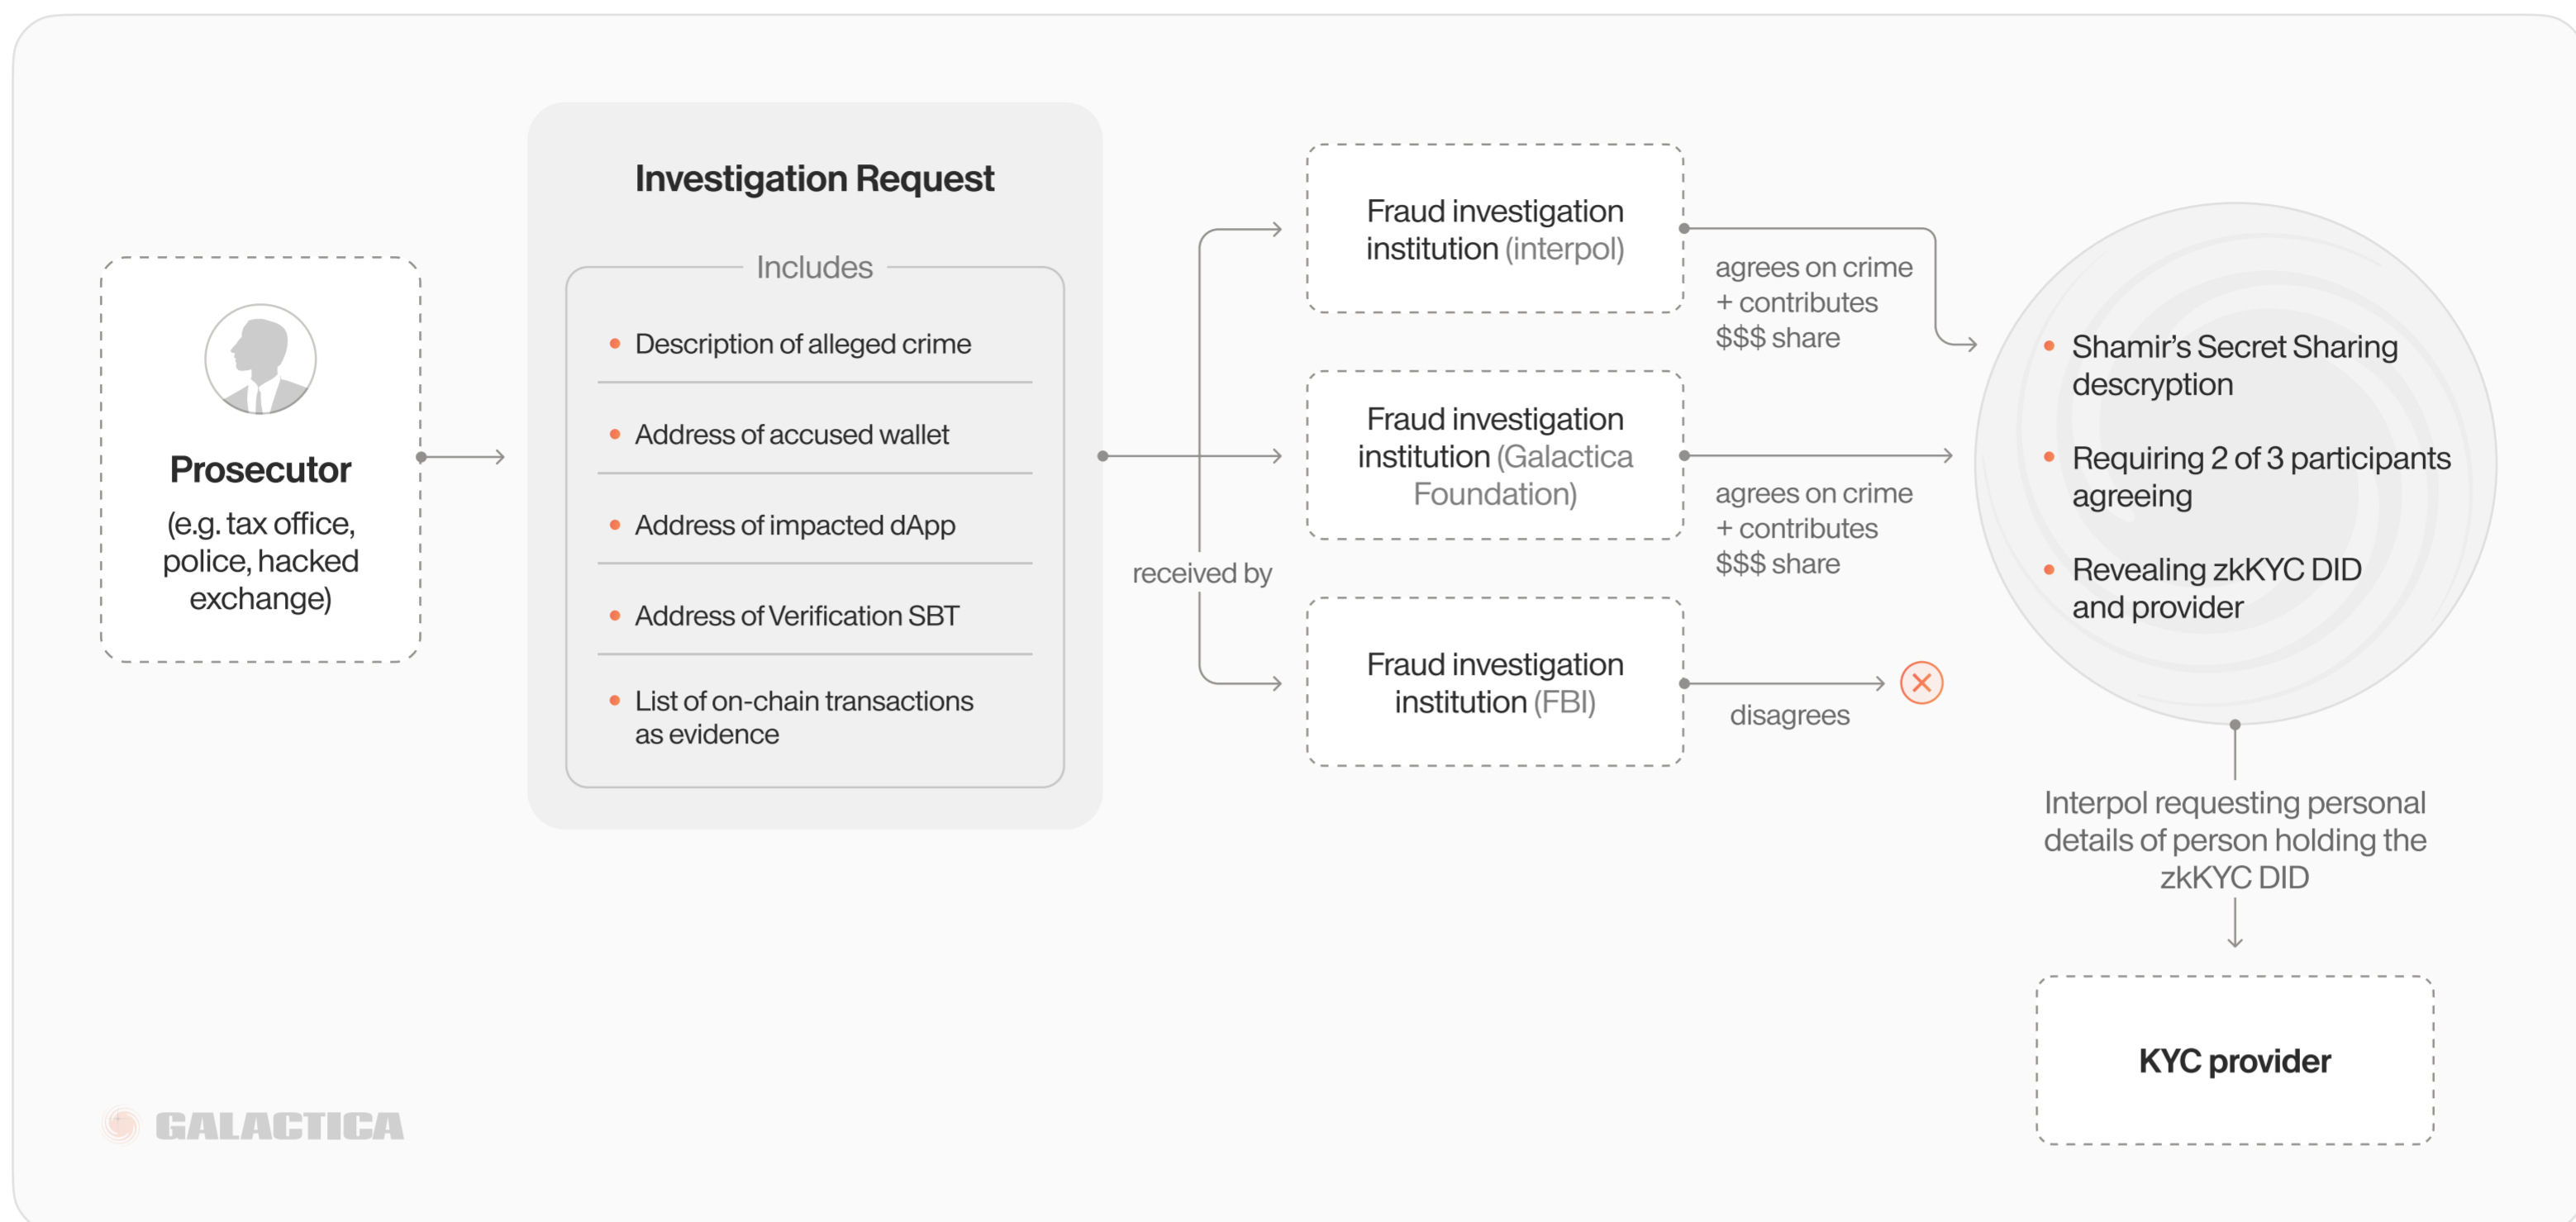 Prosecutor
(e.g. tax office,
police, hacked
exchange)
Investigation Request
Includes
Description of alleged crime
Address of accused wallet
Address of impacted dApp
Address of Verification SBT
List of on-chain transactions
as evidence
received by
Fraud investigation
institution (interpol)
agrees on crime
+ contributes
$$$ share
Fraud investigation
institution (Galactica
Foundation)
agrees on crime
+ contributes
$$$ share
Fraud investigation
institution (FBI)
disagrees
Shamir’s Secret Sharing
descryption
Requiring 2 of 3 participants
agreeing
Revealing zkKYC DID
and provider
Interpol requesting personal
details of person holding the
zkKYC DID
KYC provider
GALACTICA